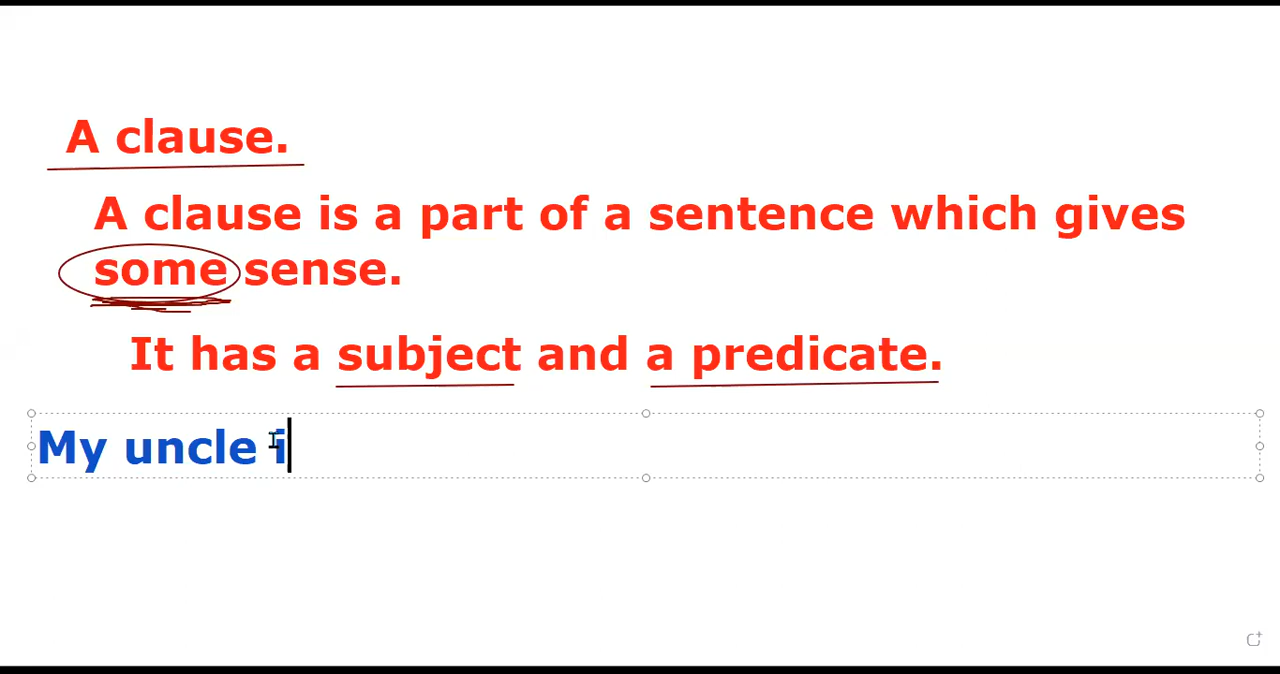 A clause.
A clause is a part of a sentence which gives
some sense.
It has a subject and a predicate.
My uncle i